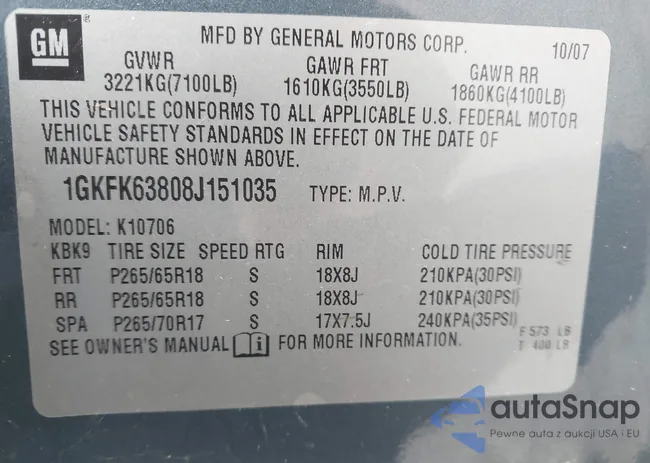 GM
MFD BY GENERAL MOTORS CORP. 10/07
GVWR GAWR FRT GAWR RR
3221KG(7100LB) 1610KG(3550LB) 1860KG(4100LB)
THIS VEHICLE CONFORMS TO ALL APPLICABLE U.S. FEDERAL MOTOR
VEHICLE SAFETY STANDARDS IN EFFECT ON THE DATE OF
MANUFACTURE SHOWN ABOVE.
1GKFK63808J151035 TYPE: M.P.V.
MODEL: K10706
KBK9 TIRE SIZE SPEED RTG RIM COLD TIRE PRESSURE
FRT P265/65R18 S 18X8J 210KPA(30PSI)
RR P265/65R18 S 18X8J 210KPA(30PSI)
SPA P265/70R17 S 17X7.5J 240KPA(35PSI)
F 573 LB
SEE OWNER'S MANUAL i FOR MORE INFORMATION. T 400 LB
autaSnap
Pewne auta z aukcji USA i EU